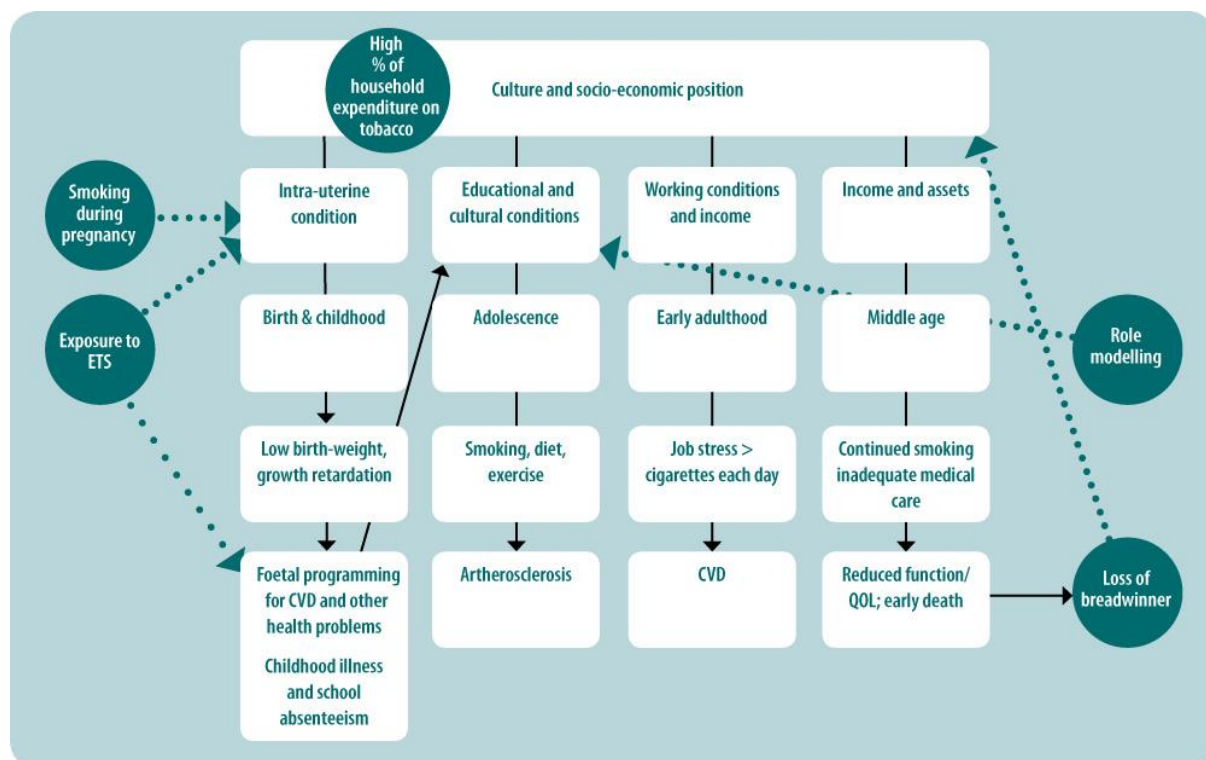 High
% of
household
expenditure on
tobacco
Culture and socio-economic position
Smoking
during
pregnancy
Intra-uterine
condition
Educational and
cultural conditions
Working conditions
and income
Income and assets
Exposure to
ETS
Birth & childhood
Adolescence
Early adulthood
Middle age
Role
modelling
Low birth-weight,
growth retardation
Smoking, diet,
exercise
Job stress >
cigarettes each day
Continued smoking
inadequate medical
care
Foetal programming
for CVD and other
health problems
Childhood illness
and school
absenteeism
Artherosclerosis
CVD
Reduced function/
QOL; early death
Loss of
breadwinner